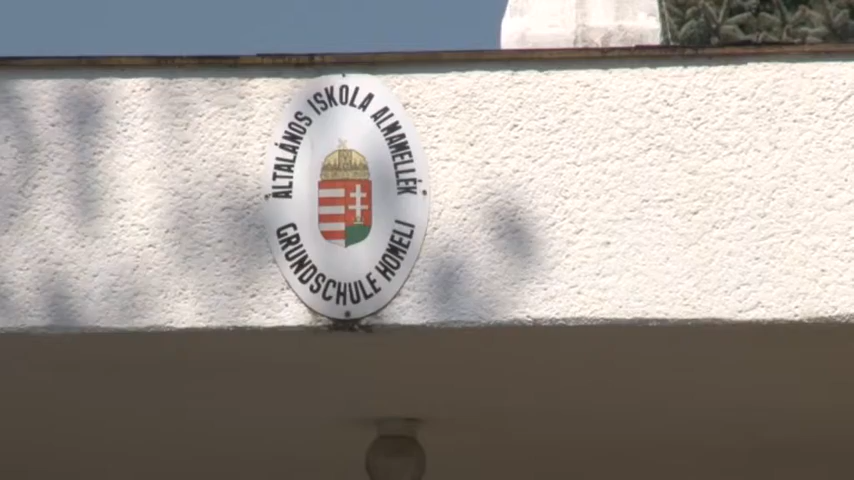 ÁLTALÁNOS ISKOLA ALMAMELLÉK
GRUNDSCHULE HOMELI